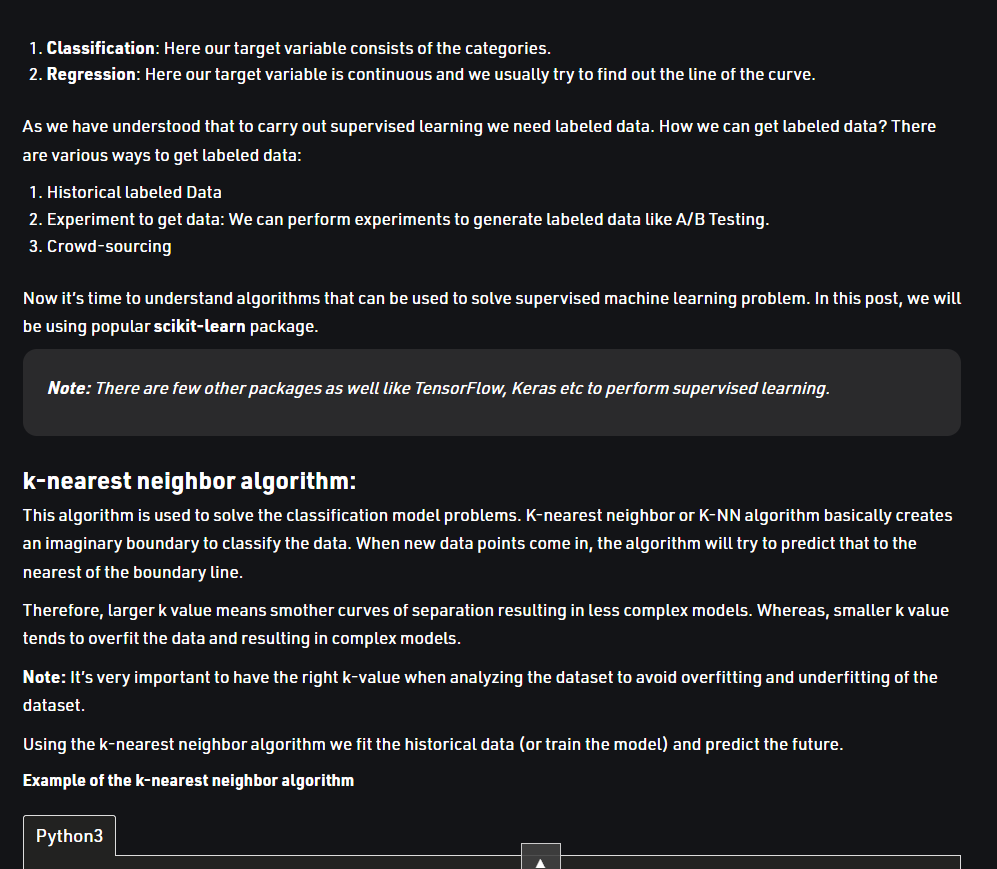 1. Classification: Here our target variable consists of the categories.
2. Regression: Here our target variable is continuous and we usually try to find out the line of the curve.
As we have understood that to carry out supervised learning we need labeled data. How we can get labeled data? There
are various ways to get labeled data:
1. Historical labeled Data
2. Experiment to get data: We can perform experiments to generate labeled data like A/B Testing.
3. Crowd-sourcing
Now it's time to understand algorithms that can be used to solve supervised machine learning problem. In this post, we will
be using popular scikit-learn package.
Note: There are few other packages as well like TensorFlow, Keras etc to perform supervised learning.
k-nearest neighbor algorithm:
This algorithm is used to solve the classification model problems. K-nearest neighbor or K-NN algorithm basically creates
an imaginary boundary to classify the data. When new data points come in, the algorithm will try to predict that to the
nearest of the boundary line.
Therefore, larger k value means smother curves of separation resulting in less complex models. Whereas, smaller k value
tends to overfit the data and resulting in complex models.
Note: It's very important to have the right k-value when analyzing the dataset to avoid overfitting and underfitting of the
dataset.
Using the k-nearest neighbor algorithm we fit the historical data (or train the model) and predict the future.
Example of the k-nearest neighbor algorithm
Python3